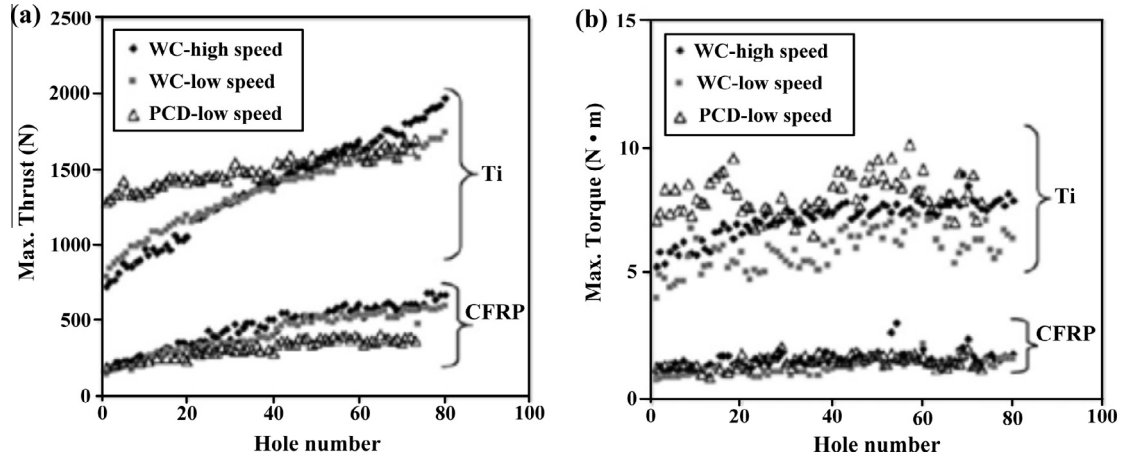 (a)
2500
2000
1500
1000
500
0
Max. Thrust (N)
WC-high speed
WC-low speed
PCD-low speed
Ti
CFRP
0 20 40 60 80 100
Hole number
(b)
15
10
5
0
Max. Torque (N • m)
WC-high speed
WC-low speed
PCD-low speed
Ti
CFRP
0 20 40 60 80 100
Hole number